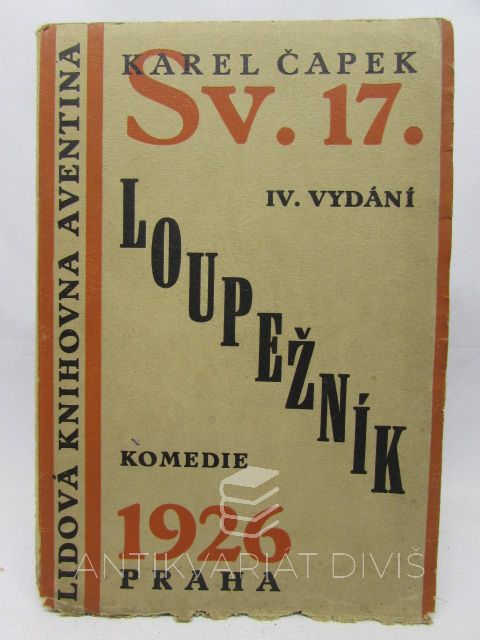 LIDOVÁ KNIHOVNA AVENTINA
KAREL ČAPEK
Sv. 17.
IV. VYDÁNÍ
LOUPEŽNÍK
KOMEDIE
1926
PRAHA
ANTIKVARIÁT DIVIŠ